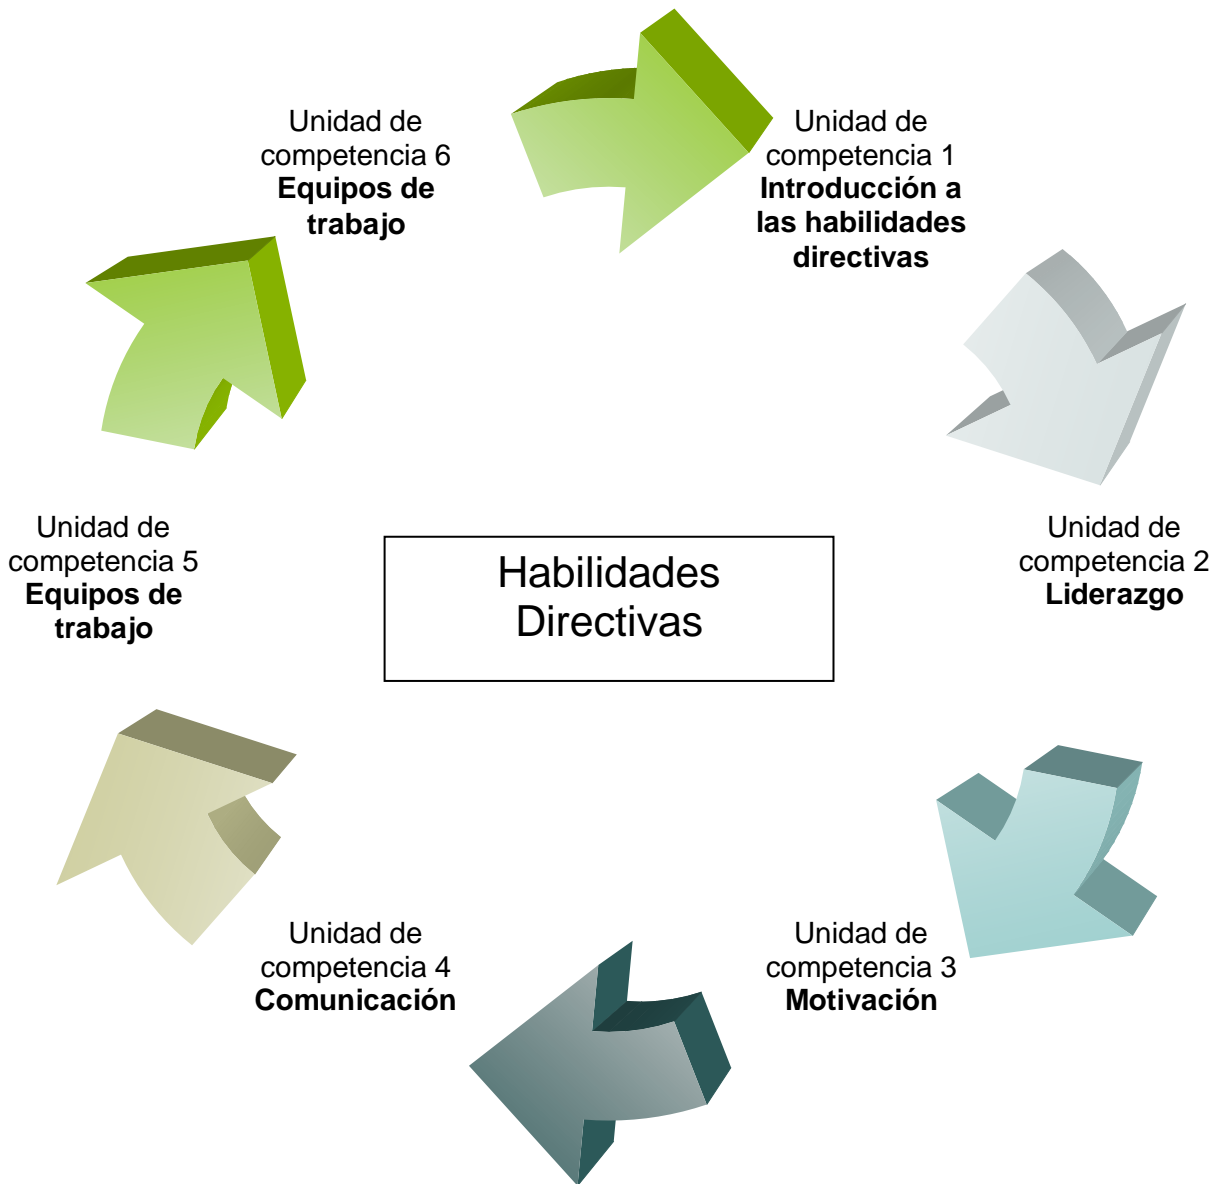 Unidad de
competencia 6
Equipos de
trabajo
Unidad de
competencia 1
Introducción a
las habilidades
directivas
Unidad de
competencia 5
Equipos de
trabajo
Habilidades
Directivas
Unidad de
competencia 2
Liderazgo
Unidad de
competencia 4
Comunicación
Unidad de
competencia 3
Motivación